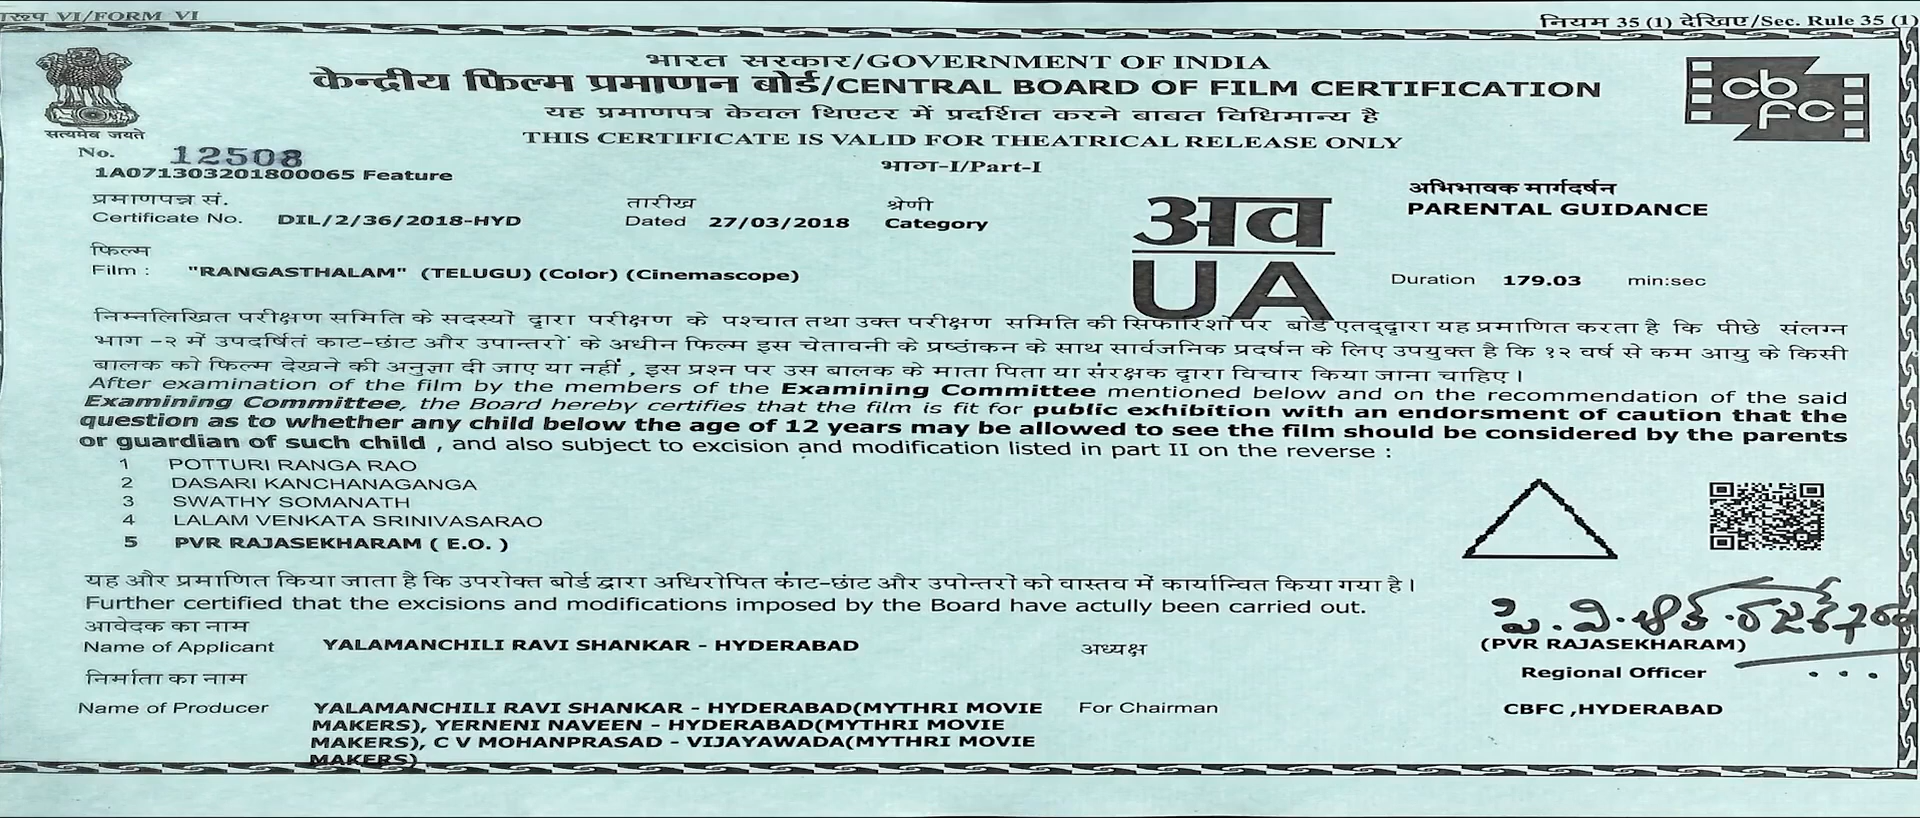 प्ररूप VI/FORM VI
नियम 35 (1) देखिए/Sec. Rule 35 (1)
भारत सरकार/GOVERNMENT OF INDIA
केन्द्रीय फिल्म प्रमाणन बोर्ड/CENTRAL BOARD OF FILM CERTIFICATION
यह प्रमाणपत्र केवल थिएटर में प्रदर्शित करने बाबत विधिमान्य है
THIS CERTIFICATE IS VALID FOR THEATRICAL RELEASE ONLY
सत्यमेव जयते
cbfc
No. 12508
भाग-I/Part-I
1A071303201800065 Feature
प्रमाणपत्र सं. तारीख श्रेणी
Certificate No. DIL/2/36/2018-HYD Dated 27/03/2018 Category
अव
UA
अभिभावक मार्गदर्षन
PARENTAL GUIDANCE
फिल्म
Film : "RANGASTHALAM" (TELUGU) (Color) (Cinemascope)
Duration 179.03 min:sec
निम्नलिखित परीक्षण समिति के सदस्यों द्वारा परीक्षण के पश्चात तथा उक्त परीक्षण समिति की सिफारिशों पर बोर्ड एतद्द्वारा यह प्रमाणित करता है कि पीछे संलग्न
भाग -२ में उपदर्षितं काट-छांट और उपान्तरों के अधीन फिल्म इस चेतावनी के प्रष्ठांकन के साथ सार्वजनिक प्रदर्षन के लिए उपयुक्त है कि १२ वर्ष से कम आयु के किसी
बालक को फिल्म देखने की अनुज्ञा दी जाए या नहीं , इस प्रश्न पर उस बालक के माता पिता या संरक्षक द्वारा विचार किया जाना चाहिए ।
After examination of the film by the members of the Examining Committee mentioned below and on the recommendation of the said
Examining Committee, the Board hereby certifies that the film is fit for public exhibition with an endorsment of caution that the
question as to whether any child below the age of 12 years may be allowed to see the film should be considered by the parents
or guardian of such child , and also subject to excision and modification listed in part II on the reverse :
1 POTTURI RANGA RAO
2 DASARI KANCHANAGANGA
3 SWATHY SOMANATH
4 LALAM VENKATA SRINIVASARAO
5 PVR RAJASEKHARAM ( E.O. )
यह और प्रमाणित किया जाता है कि उपरोक्त बोर्ड द्वारा अधिरोपित कांट-छांट और उपोन्तरों को वास्तव में कार्यान्वित किया गया है ।
Further certified that the excisions and modifications imposed by the Board have actully been carried out.
आवेदक का नाम
Name of Applicant YALAMANCHILI RAVI SHANKAR - HYDERABAD
अध्यक्ष
(PVR RAJASEKHARAM)
Regional Officer
निर्माता का नाम
Name of Producer YALAMANCHILI RAVI SHANKAR - HYDERABAD(MYTHRI MOVIE
MAKERS), YERNENI NAVEEN - HYDERABAD(MYTHRI MOVIE
MAKERS), C V MOHANPRASAD - VIJAYAWADA(MYTHRI MOVIE
MAKERS)
For Chairman
CBFC ,HYDERABAD